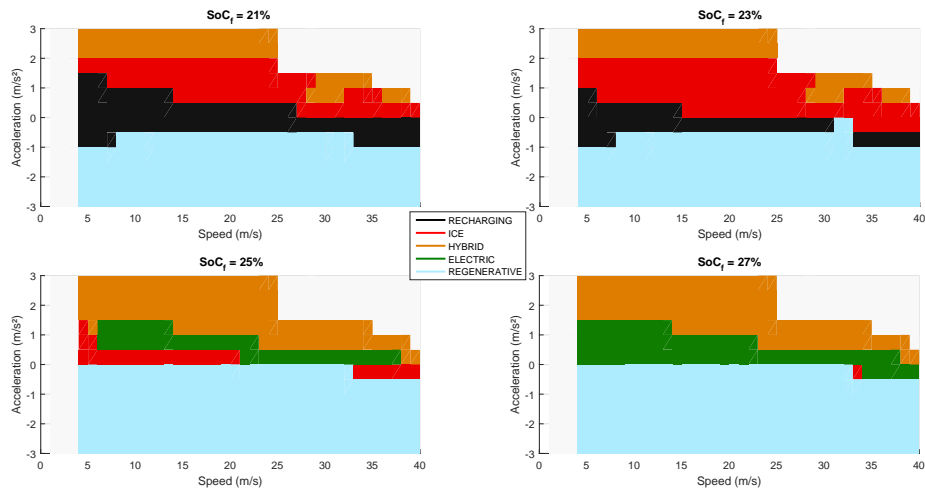 SoC_f = 21%
SoC_f = 23%
Acceleration (m/s²)
3
2
1
0
-1
-2
-3
0 5 10 15 20 25 30 35 40
Speed (m/s)
Acceleration (m/s²)
3
2
1
0
-1
-2
-3
0 5 10 15 20 25 30 35 40
Speed (m/s)
RECHARGING
ICE
HYBRID
ELECTRIC
REGENERATIVE
SoC_f = 25%
SoC_f = 27%
Acceleration (m/s²)
3
2
1
0
-1
-2
-3
0 5 10 15 20 25 30 35 40
Speed (m/s)
Acceleration (m/s²)
3
2
1
0
-1
-2
-3
0 5 10 15 20 25 30 35 40
Speed (m/s)